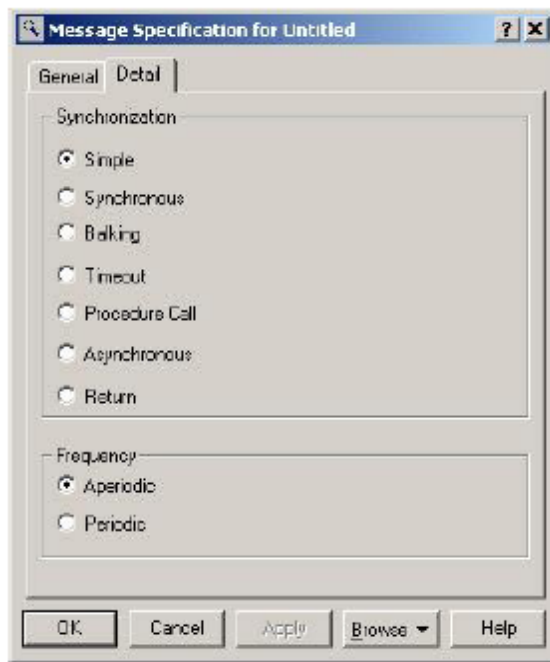 Message Specification for Untitled
General Detail
Synchronization
Simple
Synchronous
Balking
Timeout
Procedure Call
Asynchronous
Return
Frequency
Aperiodic
Periodic
OK Cancel Apply Browse Help